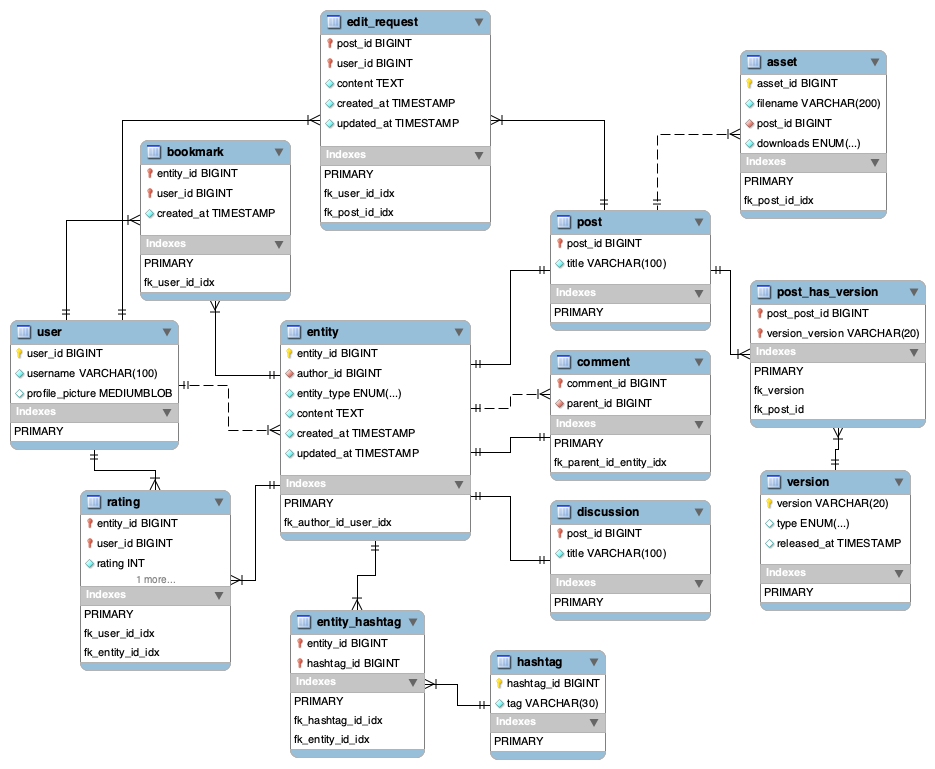 edit_request
post_id BIGINT
user_id BIGINT
content TEXT
created_at TIMESTAMP
updated_at TIMESTAMP
Indexes
PRIMARY
fk_user_id_idx
fk_post_id_idx
asset
asset_id BIGINT
filename VARCHAR(200)
post_id BIGINT
downloads ENUM(...)
Indexes
PRIMARY
fk_post_id_idx
bookmark
entity_id BIGINT
user_id BIGINT
created_at TIMESTAMP
Indexes
PRIMARY
fk_user_id_idx
post
post_id BIGINT
title VARCHAR(100)
Indexes
PRIMARY
post_has_version
post_post_id BIGINT
version_version VARCHAR(20)
Indexes
PRIMARY
fk_version
fk_post_id
user
user_id BIGINT
username VARCHAR(100)
profile_picture MEDIUMBLOB
Indexes
PRIMARY
entity
entity_id BIGINT
author_id BIGINT
entity_type ENUM(...)
content TEXT
created_at TIMESTAMP
updated_at TIMESTAMP
Indexes
PRIMARY
fk_author_id_user_idx
comment
comment_id BIGINT
parent_id BIGINT
Indexes
PRIMARY
fk_parent_id_entity_idx
version
version VARCHAR(20)
type ENUM(...)
released_at TIMESTAMP
Indexes
PRIMARY
rating
entity_id BIGINT
user_id BIGINT
rating INT
1 more...
Indexes
PRIMARY
fk_user_id_idx
fk_entity_id_idx
discussion
post_id BIGINT
title VARCHAR(100)
Indexes
PRIMARY
entity_hashtag
entity_id BIGINT
hashtag_id BIGINT
Indexes
PRIMARY
fk_hashtag_id_idx
fk_entity_id_idx
hashtag
hashtag_id BIGINT
tag VARCHAR(30)
Indexes
PRIMARY